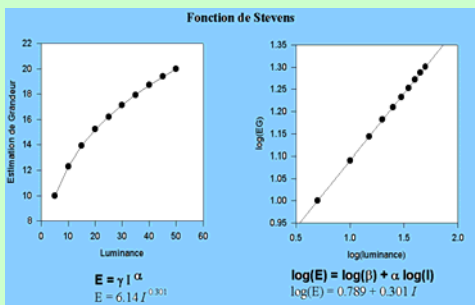 Fonction de Stevens
Estimation de Grandeur
22
20
18
16
14
12
10
8
0 10 20 30 40 50 60
Luminance
E = γ I^α
E = 6.14 I^0.301
log(EG)
1.35
1.30
1.25
1.20
1.15
1.10
1.05
1.00
0.95
0.5 1.0 1.5 2.0
log(luminance)
log(E) = log(β) + α log(I)
log(E) = 0.789 + 0.301 I